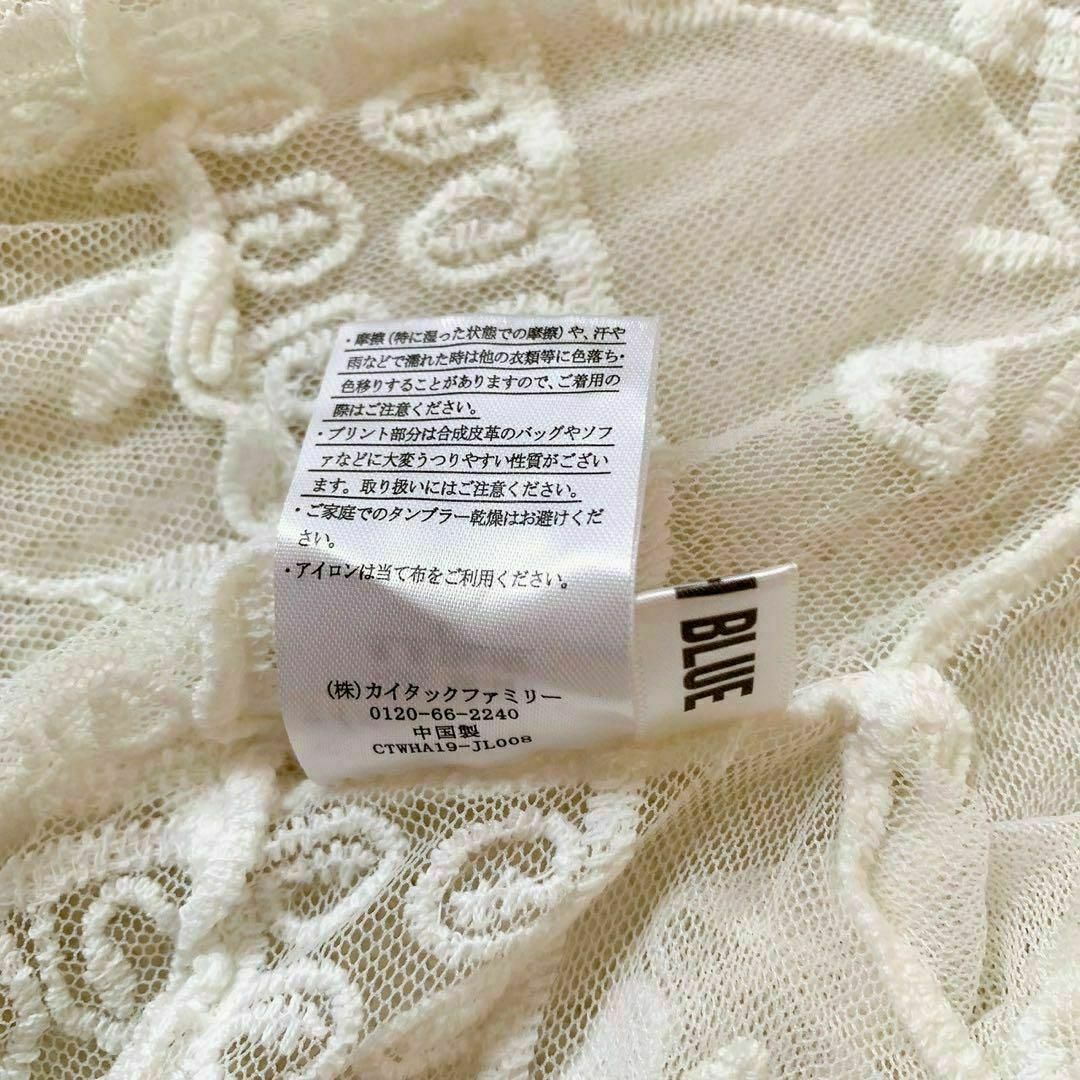 ・摩擦(特に湿った状態での摩擦)や、汗や
雨などで濡れた時は他の衣類等に色落ち・
色移りすることがありますので、ご着用の
際はご注意ください。
・プリント部分は合成皮革のバッグやソフ
ァなどに大変うつりやすい性質がござい
ます。取り扱いにはご注意ください。
・ご家庭でのタンブラー乾燥はお避けくだ
さい。
・アイロンは当て布をご利用ください。
(株)カイタックファミリー
0120-66-2240
中国製
CTWHA19-JL008
BLUE